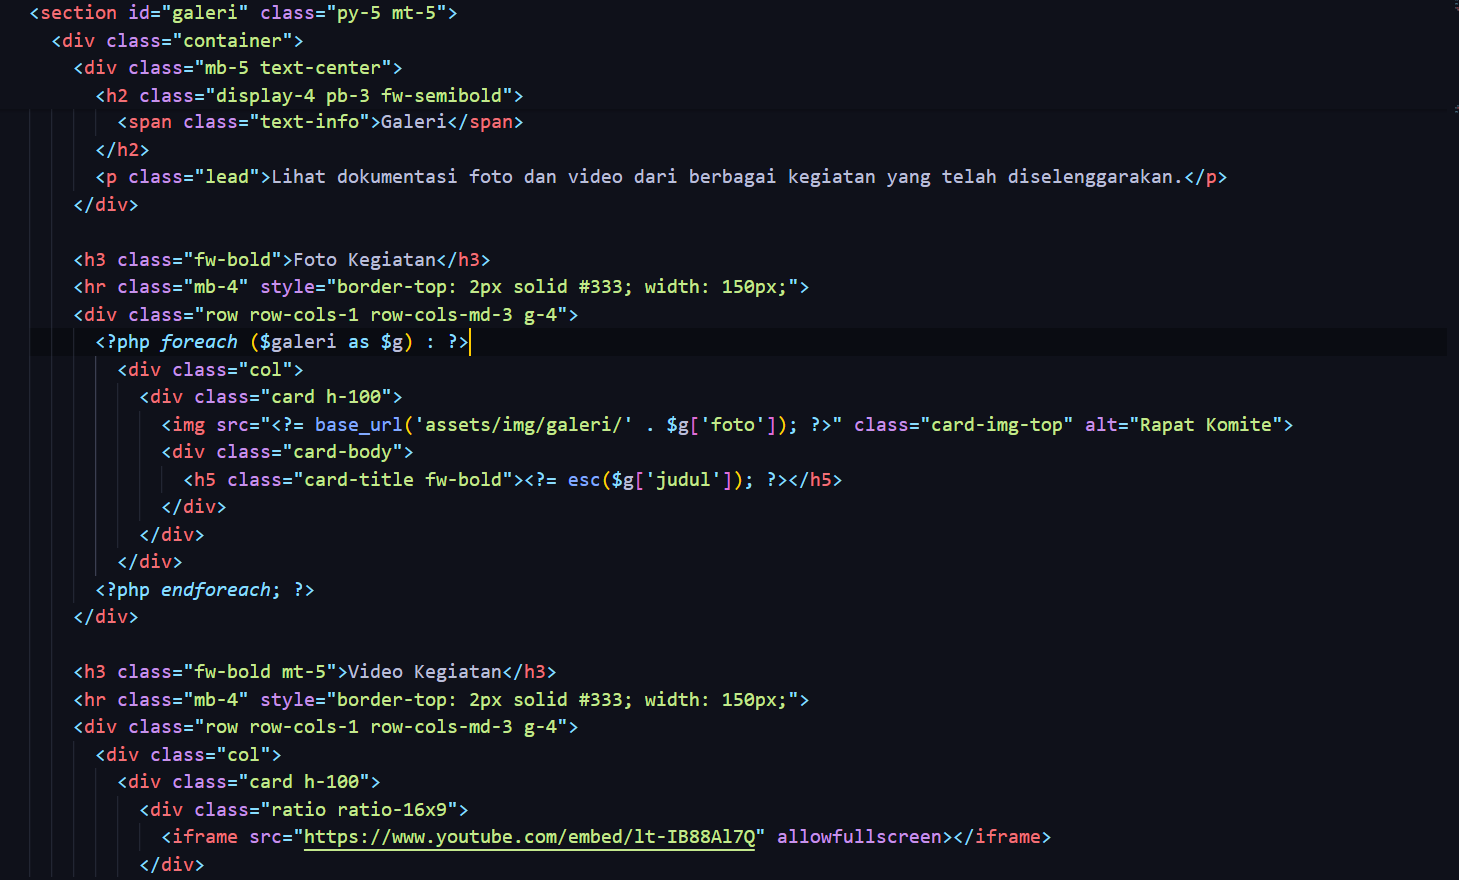 <section id="galeri" class="py-5 mt-5">
<div class="container">
<div class="mb-5 text-center">
<h2 class="display-4 pb-3 fw-semibold">
<span class="text-info">Galeri</span>
</h2>
<p class="lead">Lihat dokumentasi foto dan video dari berbagai kegiatan yang telah diselenggarakan.</p>
</div>
<h3 class="fw-bold">Foto Kegiatan</h3>
<hr class="mb-4" style="border-top: 2px solid #333; width: 150px;">
<div class="row row-cols-1 row-cols-md-3 g-4">
<?php foreach ($galeri as $g) : ?>
<div class="col">
<div class="card h-100">
<img src="<?= base_url('assets/img/galeri/' . $g['foto']); ?>" class="card-img-top" alt="Rapat Komite">
<div class="card-body">
<h5 class="card-title fw-bold"><?= esc($g['judul']); ?></h5>
</div>
</div>
</div>
<?php endforeach; ?>
</div>
<h3 class="fw-bold mt-5">Video Kegiatan</h3>
<hr class="mb-4" style="border-top: 2px solid #333; width: 150px;">
<div class="row row-cols-1 row-cols-md-3 g-4">
<div class="col">
<div class="card h-100">
<div class="ratio ratio-16x9">
<iframe src="https://www.youtube.com/embed/lt-IB88Al7Q" allowfullscreen></iframe>
</div>